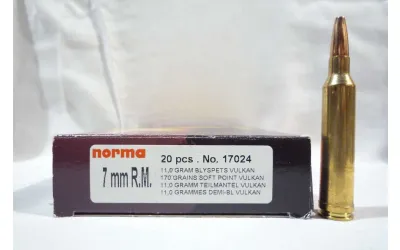 norma
20 pcs . No. 17024
7 mm R.M.
11,0 GRAM BLYSPETS VULKAN
170 GRAINS SOFT POINT VULKAN
11,0 GRAMM TEILMANTEL VULKAN
11,0 GRAMMES DEMI-BL VULKAN